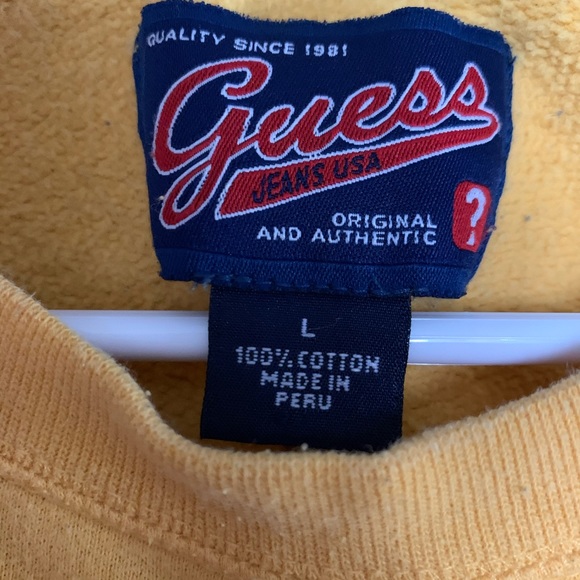 QUALITY SINCE 1981
Guess
JEANS USA
ORIGINAL
AND AUTHENTIC
?
L
100% COTTON
MADE IN
PERU